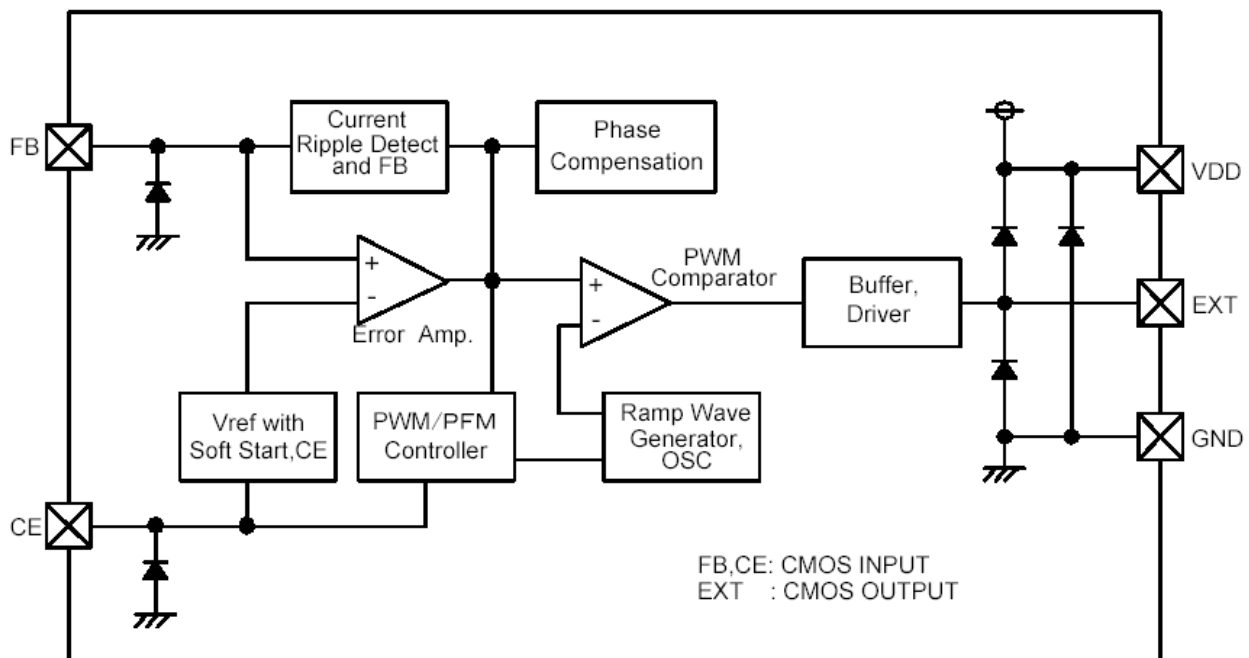 FB
Current
Ripple Detect
and FB
Phase
Compensation
VDD
+
-
Error Amp.
+
-
PWM
Comparator
Buffer,
Driver
EXT
Vref with
Soft Start,CE
PWM/PFM
Controller
Ramp Wave
Generator,
OSC
GND
CE
FB,CE: CMOS INPUT
EXT : CMOS OUTPUT